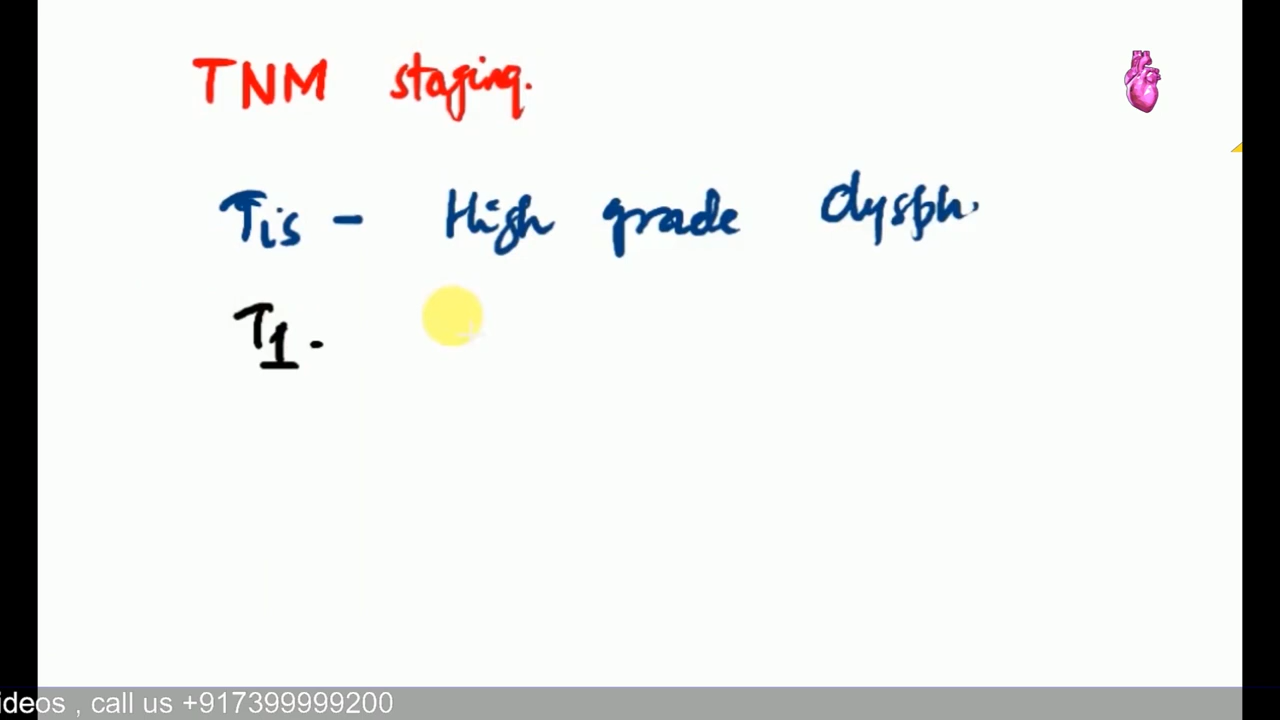 TNM staging.
Tis - High grade dysph.
T1.
ideos , call us +917399999200